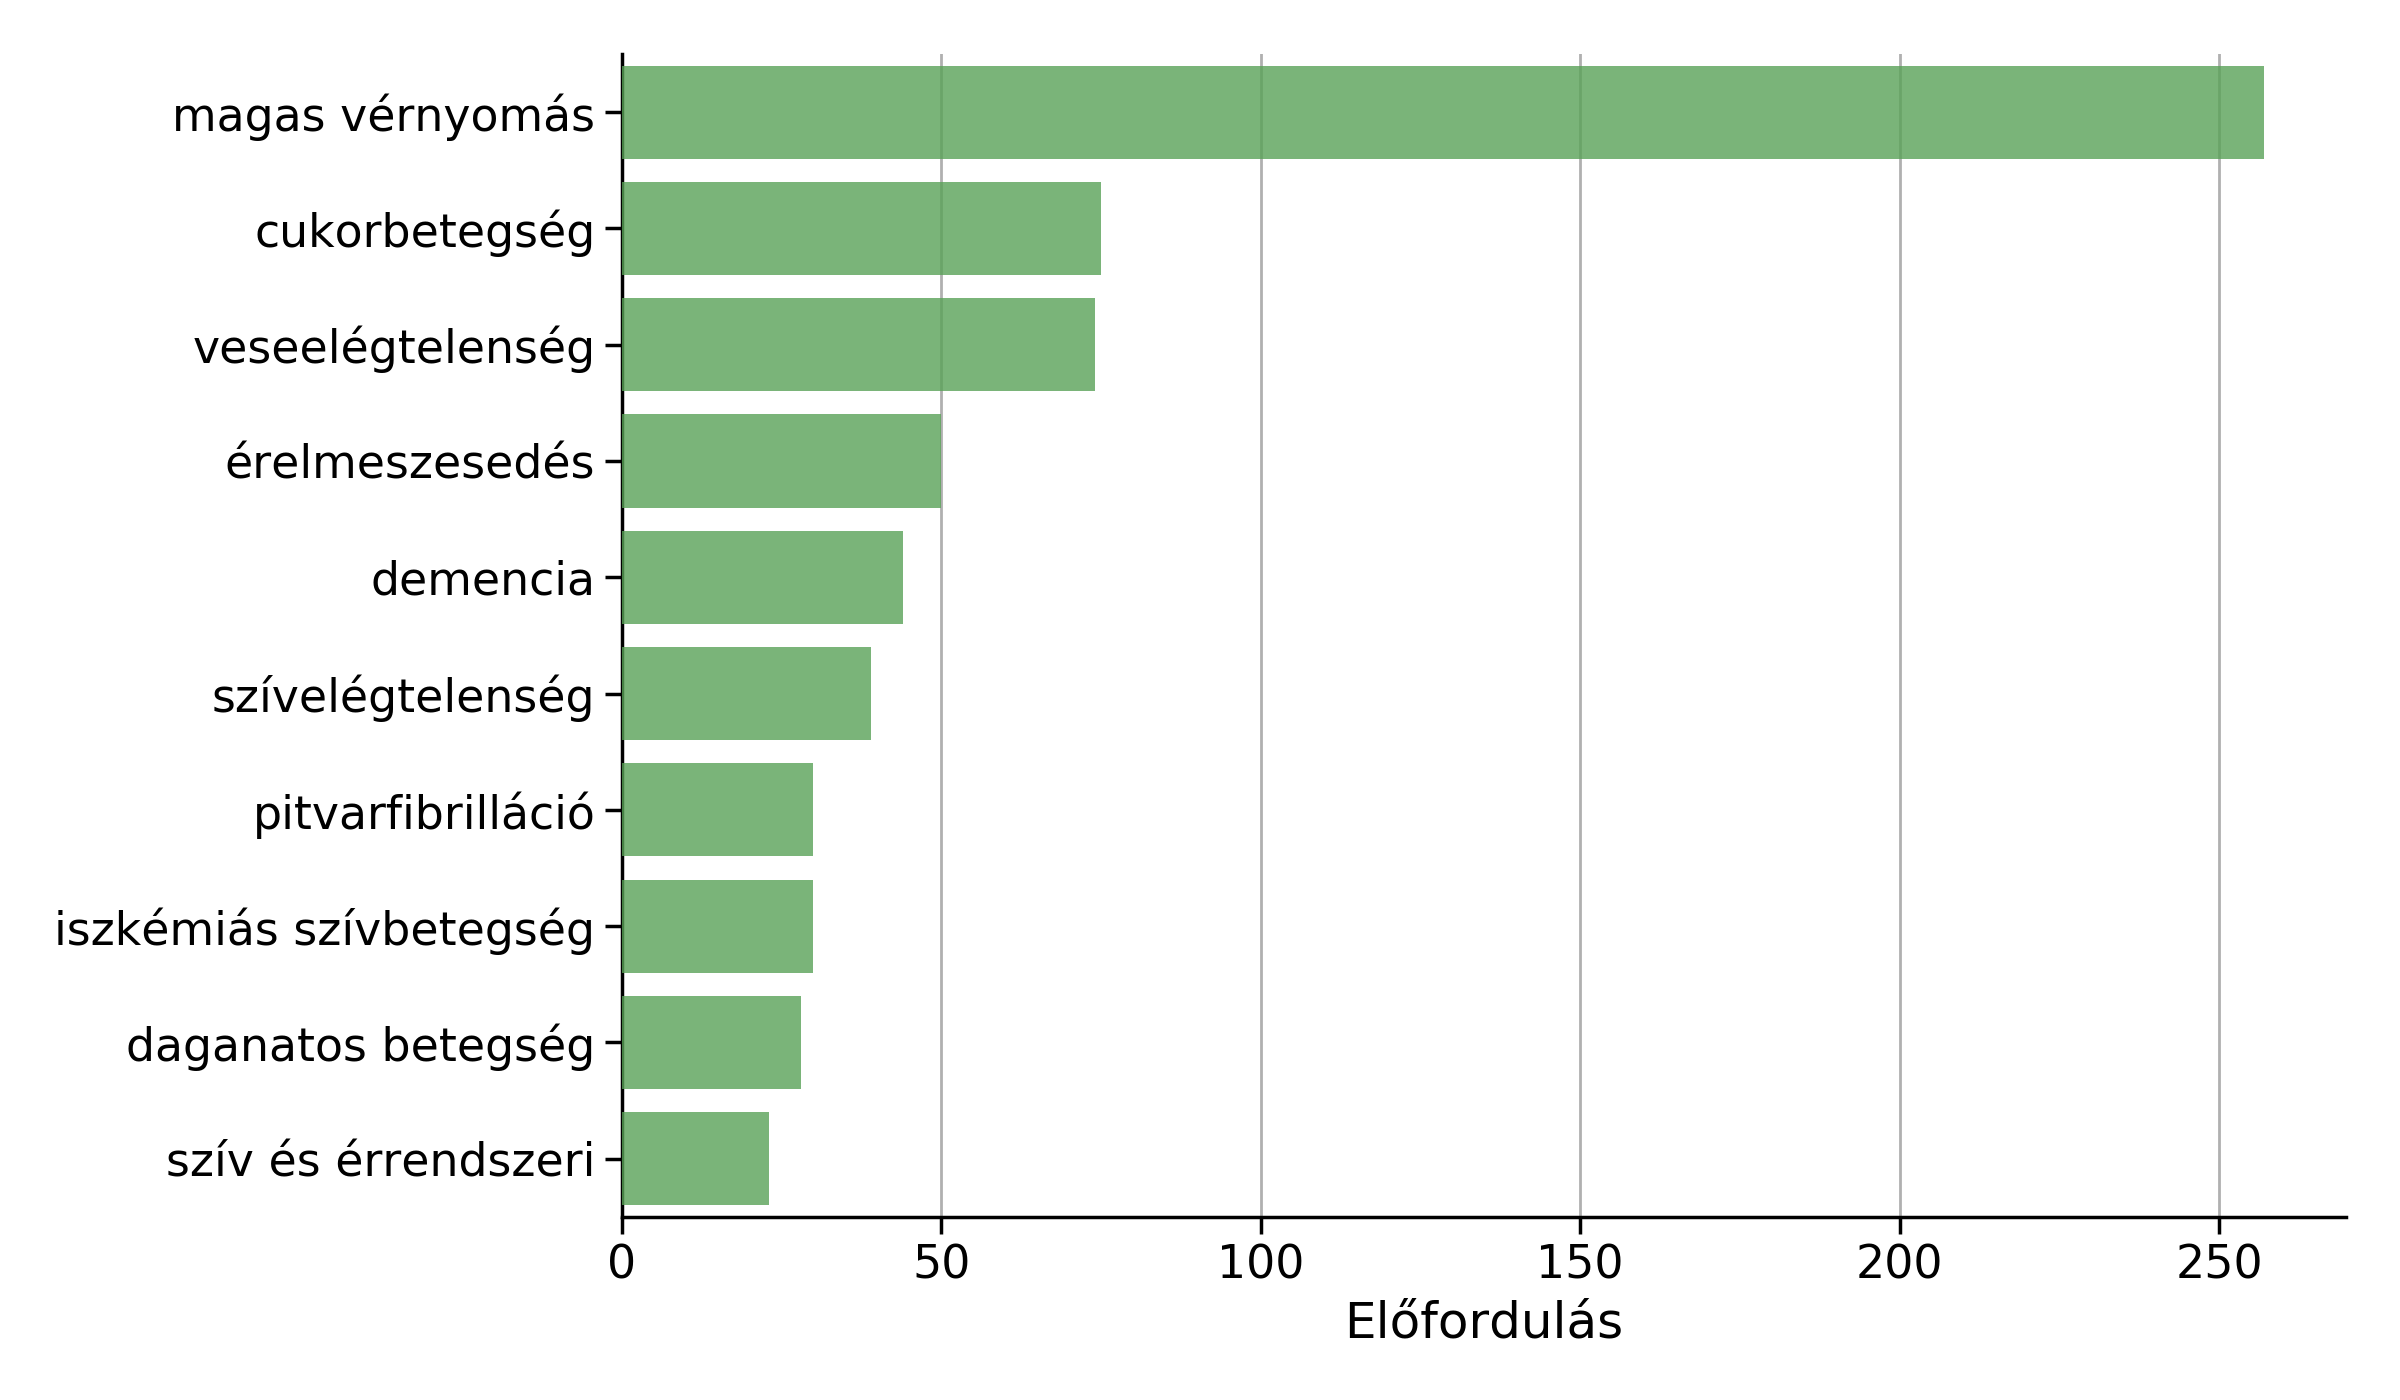 magas vérnyomás
cukorbetegség
veseelégtelenség
érelmeszesedés
demencia
szívelégtelenség
pitvarfibrilláció
iszkémiás szívbetegség
daganatos betegség
szív és érrendszeri
0 50 100 150 200 250
Előfordulás